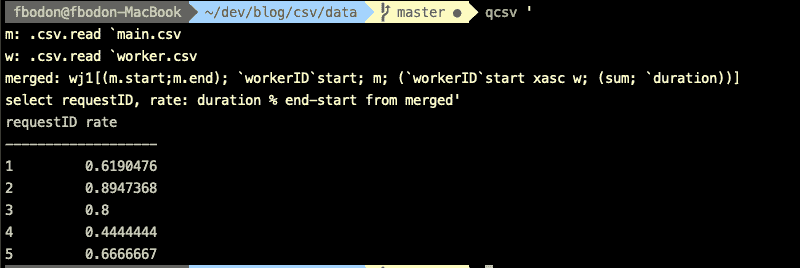 fbodon@fbodon-MacBook ~/dev/blog/csv/data master ● qcsv '
m: .csv.read `main.csv
w: .csv.read `worker.csv
merged: wj1[(m.start;m.end); `workerID`start; m; (`workerID`start xasc w; (sum; `duration))]
select requestID, rate: duration % end-start from merged'
requestID rate
-------------------
1 0.6190476
2 0.8947368
3 0.8
4 0.4444444
5 0.6666667